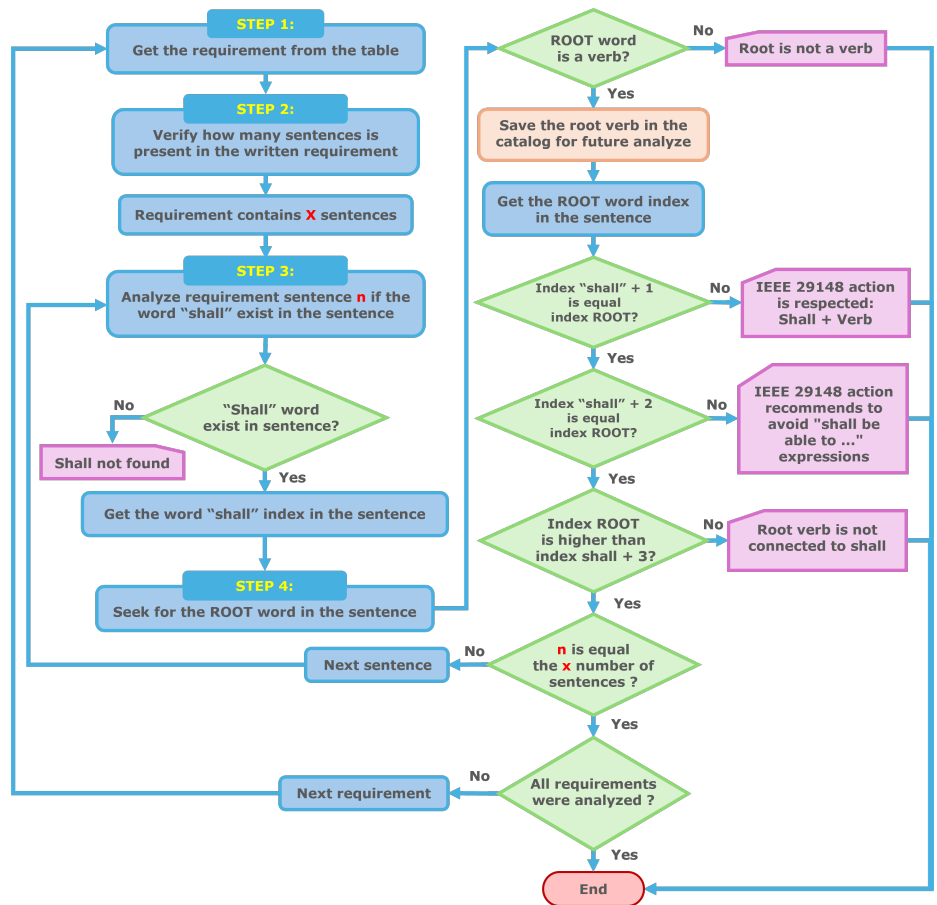 STEP 1:
Get the requirement from the table
STEP 2:
Verify how many sentences is
present in the written requirement
Requirement contains X sentences
STEP 3:
Analyze requirement sentence n if the
word “shall” exist in the sentence
“Shall” word
exist in sentence?
No
Shall not found
Yes
Get the word “shall” index in the sentence
STEP 4:
Seek for the ROOT word in the sentence
ROOT word
is a verb?
No
Root is not a verb
Yes
Save the root verb in the
catalog for future analyze
Get the ROOT word index
in the sentence
Index “shall” + 1
is equal
index ROOT?
No
IEEE 29148 action
is respected:
Shall + Verb
Yes
Index “shall” + 2
is equal
index ROOT?
No
IEEE 29148 action
recommends to
avoid "shall be
able to ..."
expressions
Yes
Index ROOT
is higher than
index shall + 3?
No
Root verb is not
connected to shall
Yes
n is equal
the x number of
sentences ?
No
Next sentence
Yes
All requirements
were analyzed ?
No
Next requirement
Yes
End